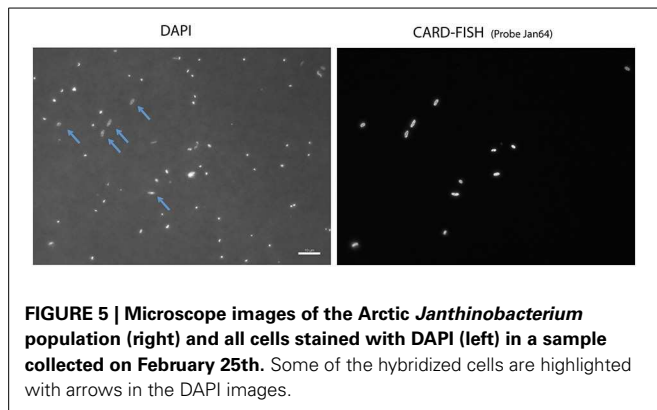 DAPI
CARD-FISH (Probe Jan64)
FIGURE 5 | Microscope images of the Arctic Janthinobacterium
population (right) and all cells stained with DAPI (left) in a sample
collected on February 25th. Some of the hybridized cells are highlighted
with arrows in the DAPI images.